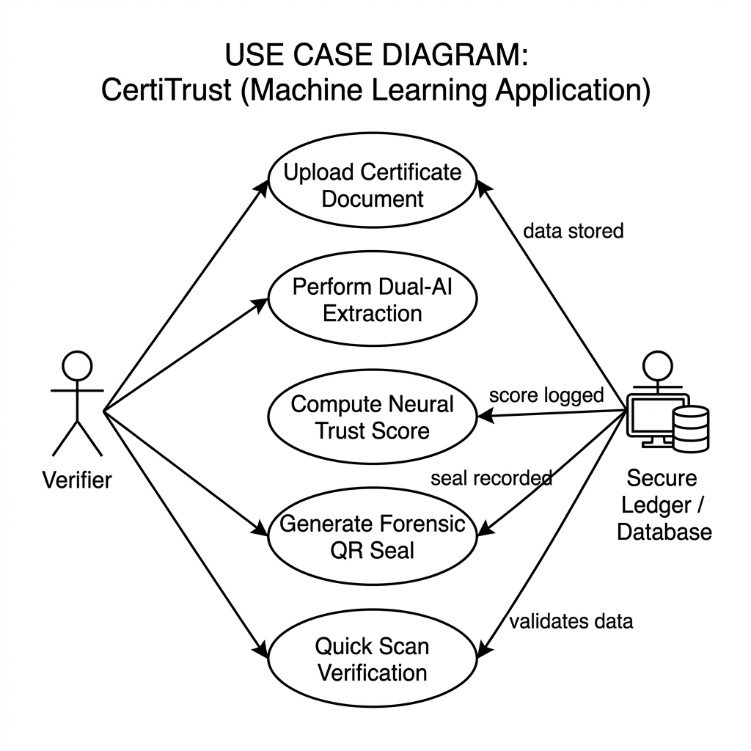 USE CASE DIAGRAM:
CertiTrust (Machine Learning Application)
Upload Certificate
Document
data stored
Perform Dual-AI
Extraction
Compute Neural
Trust Score
score logged
seal recorded
Verifier
Secure
Ledger /
Database
Generate Forensic
QR Seal
Quick Scan
Verification
validates data